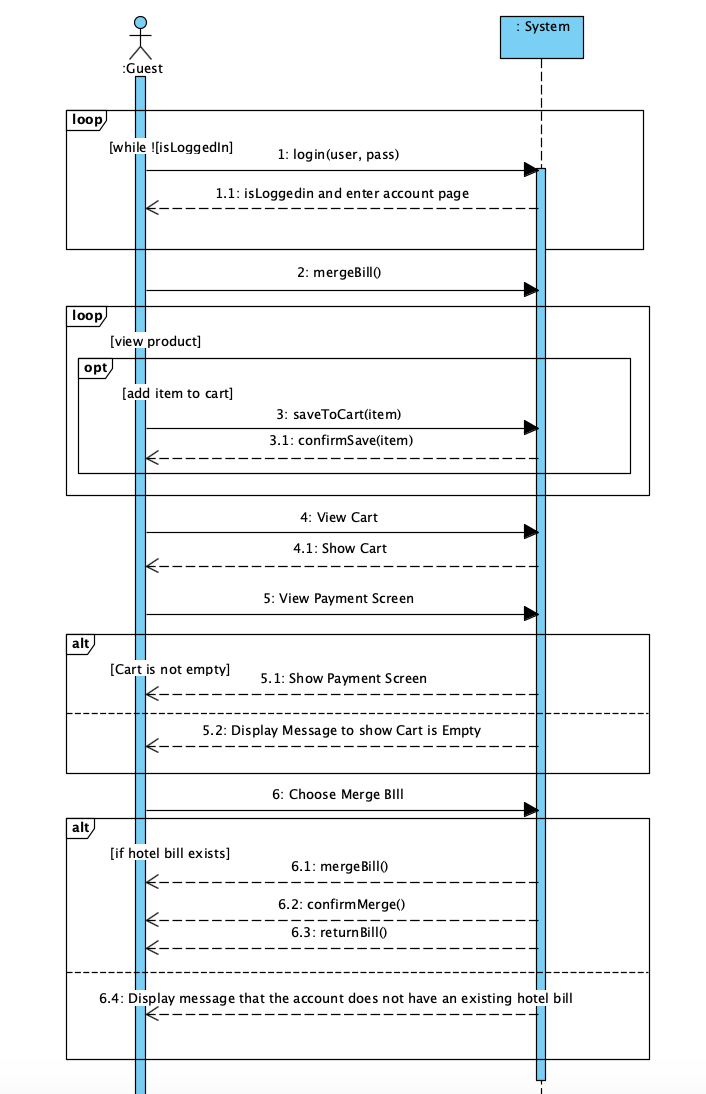 : System
:Guest
loop
[while ![isLoggedIn]
1: login(user, pass)
1.1: isLoggedin and enter account page
2: mergeBill()
loop
[view product]
opt
[add item to cart]
3: saveToCart(item)
3.1: confirmSave(item)
4: View Cart
4.1: Show Cart
5: View Payment Screen
alt
[Cart is not empty]
5.1: Show Payment Screen
5.2: Display Message to show Cart is Empty
6: Choose Merge BIll
alt
[if hotel bill exists]
6.1: mergeBill()
6.2: confirmMerge()
6.3: returnBill()
6.4: Display message that the account does not have an existing hotel bill